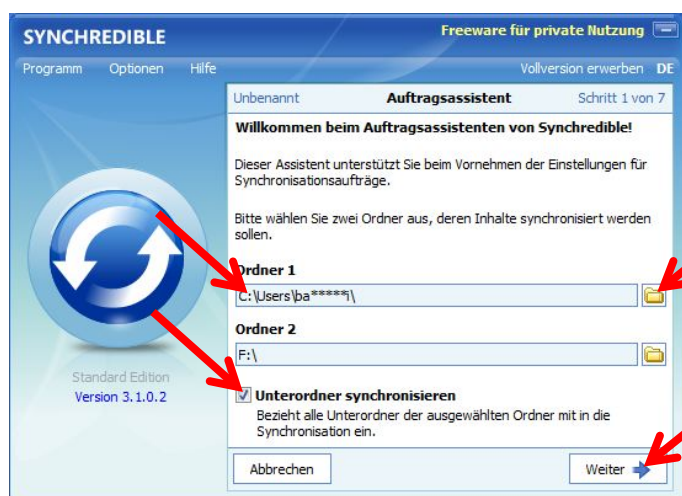 SYNCHREDIBLE
Freeware für private Nutzung
Programm Optionen Hilfe
Vollversion erwerben DE
Unbenannt Auftragsassistent Schritt 1 von 7
Willkommen beim Auftragsassistenten von Synchredible!
Dieser Assistent unterstützt Sie beim Vornehmen der Einstellungen für
Synchronisationsaufträge.
Bitte wählen Sie zwei Ordner aus, deren Inhalte synchronisiert werden
sollen.
Ordner 1
C:\Users\ba*****i\
Ordner 2
F:\
Unterordner synchronisieren
Bezieht alle Unterordner der ausgewählten Ordner mit in die
Synchronisation ein.
Standard Edition
Version 3.1.0.2
Abbrechen
Weiter